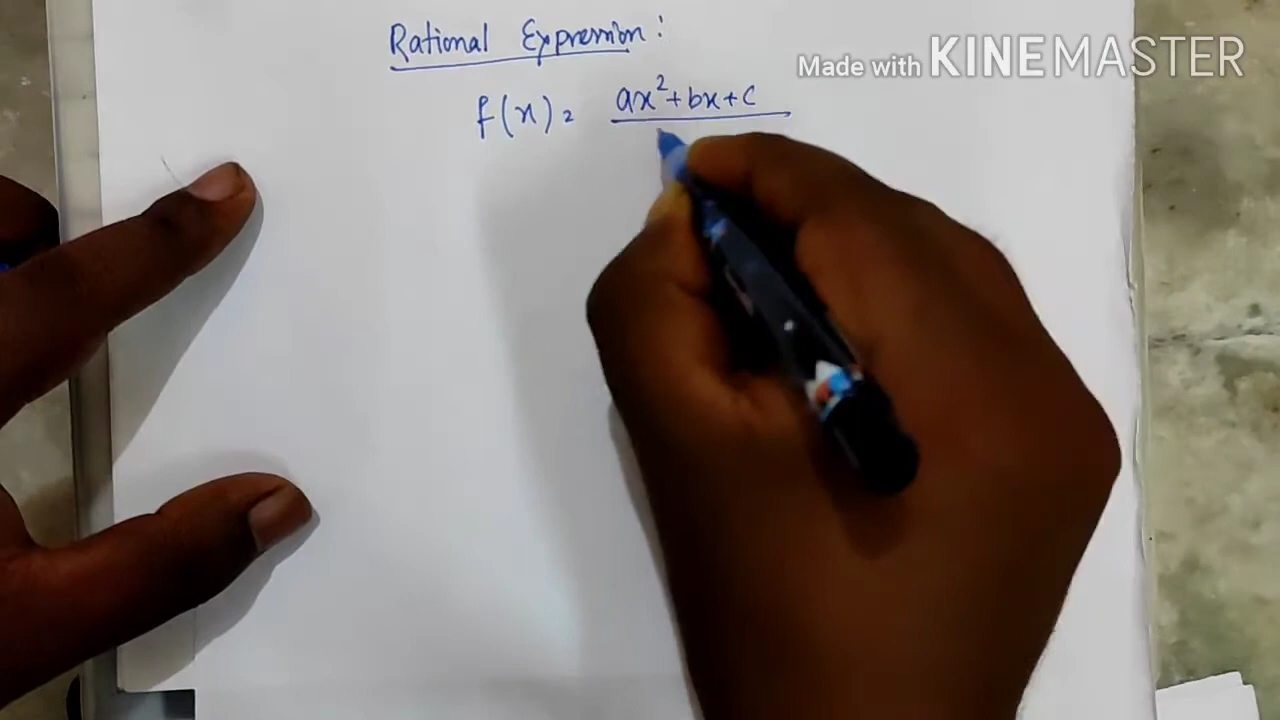 Rational Expression:
Made with KINEMASTER
f(x) = ax²+bx+c